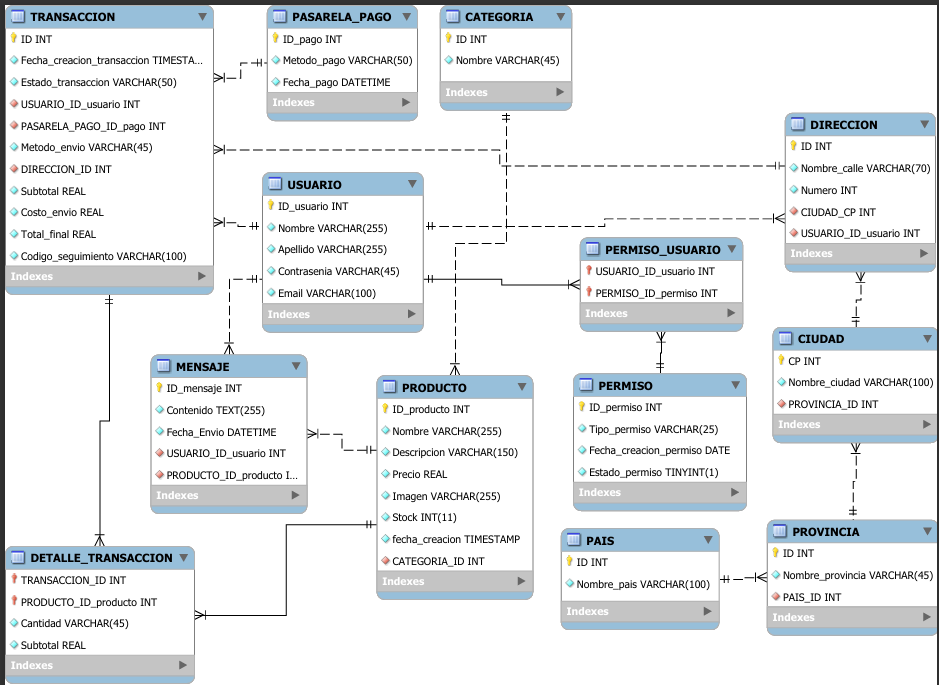 TRANSACCION
ID INT
Fecha_creacion_transaccion TIMESTA...
Estado_transaccion VARCHAR(50)
USUARIO_ID_usuario INT
PASARELA_PAGO_ID_pago INT
Metodo_envio VARCHAR(45)
DIRECCION_ID INT
Subtotal REAL
Costo_envio REAL
Total_final REAL
Codigo_seguimiento VARCHAR(100)
Indexes
PASARELA_PAGO
ID_pago INT
Metodo_pago VARCHAR(50)
Fecha_pago DATETIME
Indexes
CATEGORIA
ID INT
Nombre VARCHAR(45)
Indexes
DIRECCION
ID INT
Nombre_calle VARCHAR(70)
Numero INT
CIUDAD_CP INT
USUARIO_ID_usuario INT
Indexes
USUARIO
ID_usuario INT
Nombre VARCHAR(255)
Apellido VARCHAR(255)
Contrasenia VARCHAR(45)
Email VARCHAR(100)
Indexes
PERMISO_USUARIO
USUARIO_ID_usuario INT
PERMISO_ID_permiso INT
Indexes
MENSAJE
ID_mensaje INT
Contenido TEXT(255)
Fecha_Envio DATETIME
USUARIO_ID_usuario INT
PRODUCTO_ID_producto I...
Indexes
PRODUCTO
ID_producto INT
Nombre VARCHAR(255)
Descripcion VARCHAR(150)
Precio REAL
Imagen VARCHAR(255)
Stock INT(11)
fecha_creacion TIMESTAMP
CATEGORIA_ID INT
Indexes
PERMISO
ID_permiso INT
Tipo_permiso VARCHAR(25)
Fecha_creacion_permiso DATE
Estado_permiso TINYINT(1)
Indexes
CIUDAD
CP INT
Nombre_ciudad VARCHAR(100)
PROVINCIA_ID INT
Indexes
DETALLE_TRANSACCION
TRANSACCION_ID INT
PRODUCTO_ID_producto INT
Cantidad VARCHAR(45)
Subtotal REAL
Indexes
PAIS
ID INT
Nombre_pais VARCHAR(100)
Indexes
PROVINCIA
ID INT
Nombre_provincia VARCHAR(45)
PAIS_ID INT
Indexes